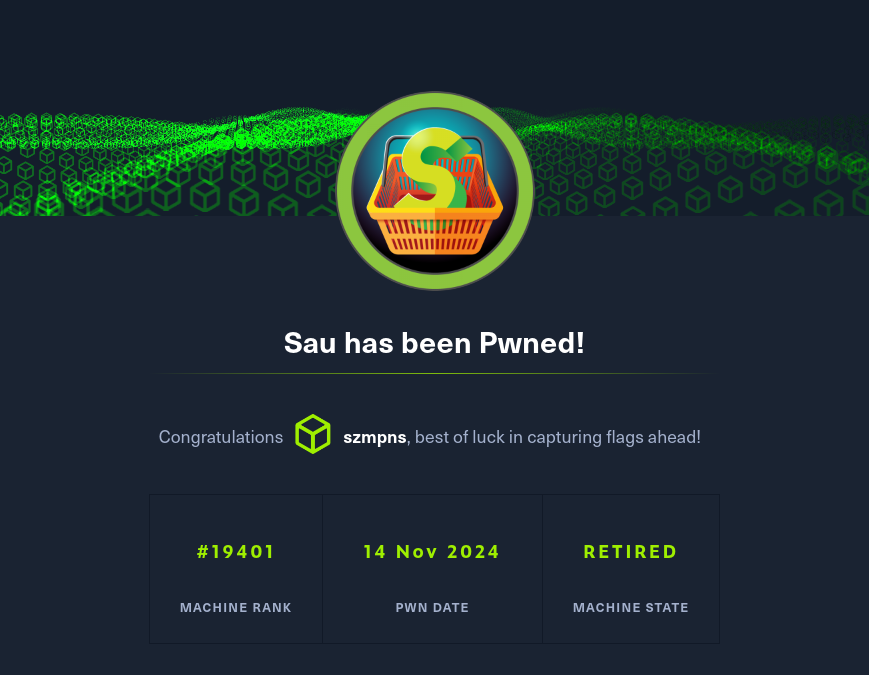 S
Sau has been Pwned!
Congratulations szmpns, best of luck in capturing flags ahead!
#19401 14 Nov 2024 RETIRED
MACHINE RANK PWN DATE MACHINE STATE